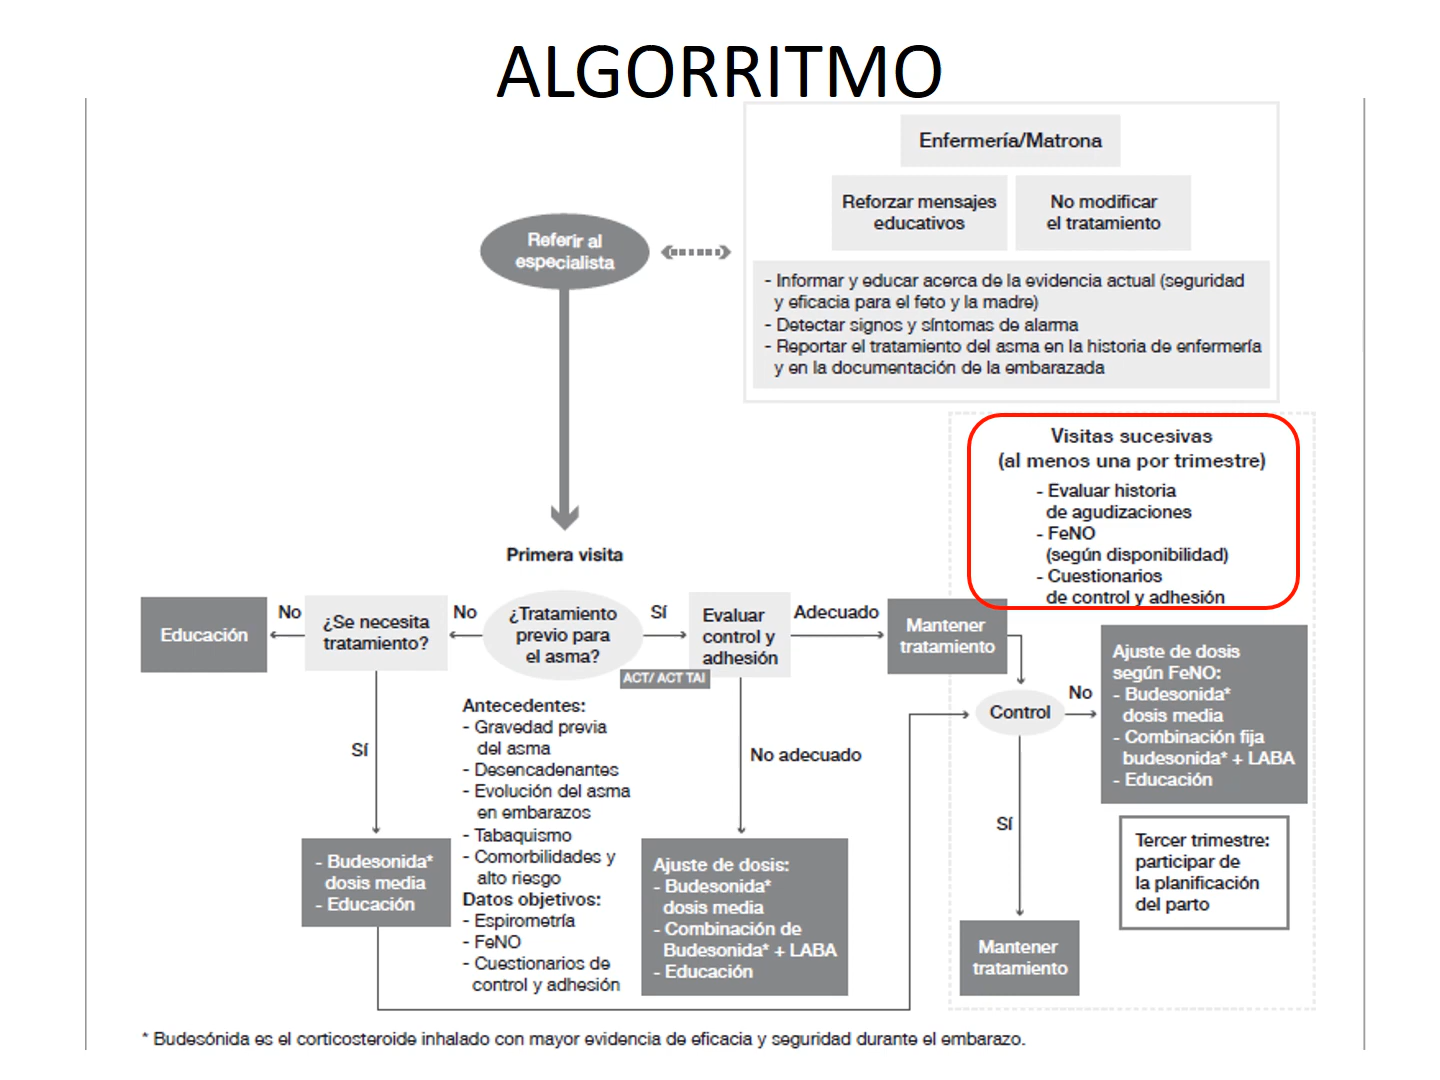 ALGORRITMO
Enfermería/Matrona
Reforzar mensajes
educativos
No modificar
el tratamiento
Referir al
especialista
- Informar y educar acerca de la evidencia actual (seguridad
y eficacia para el feto y la madre)
- Detectar signos y síntomas de alarma
- Reportar el tratamiento del asma en la historia de enfermería
y en la documentación de la embarazada
Visitas sucesivas
(al menos una por trimestre)
- Evaluar historia
de agudizaciones
- FeNO
(según disponibilidad)
- Cuestionarios
de control y adhesión
Primera visita
Educación
No
¿Se necesita
tratamiento?
No
¿Tratamiento
previo para
el asma?
Sí
Evaluar
control y
adhesión
ACT/ ACT TAI
Adecuado
Mantener
tratamiento
Control
No
Ajuste de dosis
según FeNO:
- Budesonida*
dosis media
- Combinación fija
budesonida* + LABA
- Educación
Sí
Antecedentes:
- Gravedad previa
del asma
- Desencadenantes
- Evolución del asma
en embarazos
- Tabaquismo
- Comorbilidades y
alto riesgo
Datos objetivos:
- Espirometría
- FeNO
- Cuestionarios de
control y adhesión
No adecuado
Sí
Tercer trimestre:
participar de
la planificación
del parto
- Budesonida*
dosis media
- Educación
Ajuste de dosis:
- Budesonida*
dosis media
- Combinación de
Budesonida* + LABA
- Educación
Mantener
tratamiento
* Budesónida es el corticosteroide inhalado con mayor evidencia de eficacia y seguridad durante el embarazo.